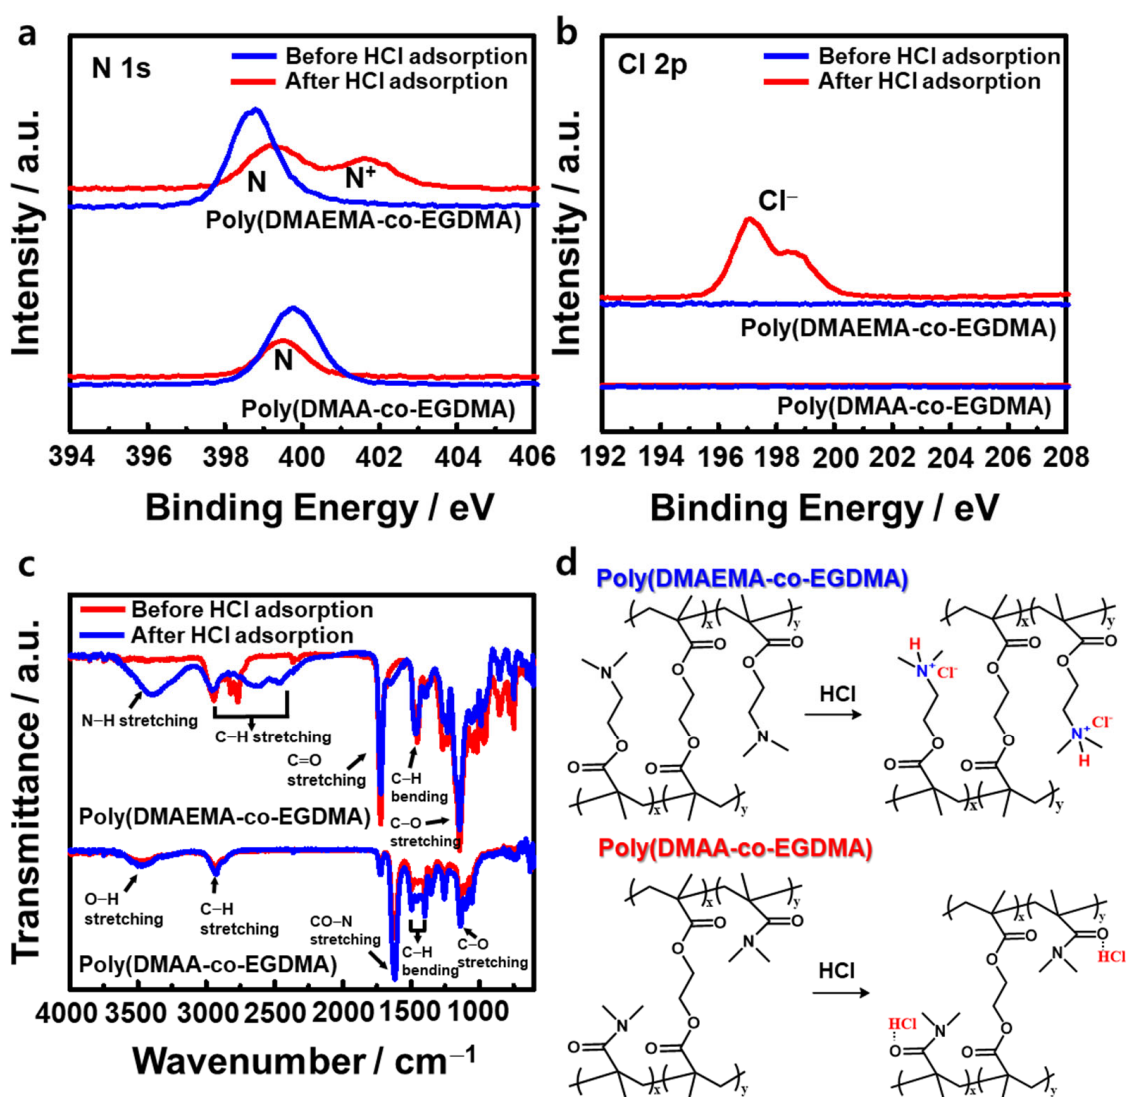 a
N 1s
Before HCl adsorption
After HCl adsorption
N
N⁺
Poly(DMAEMA-co-EGDMA)
N
Poly(DMAA-co-EGDMA)
Intensity / a.u.
394 396 398 400 402 404 406
Binding Energy / eV
b
Cl 2p
Before HCl adsorption
After HCl adsorption
Cl⁻
Poly(DMAEMA-co-EGDMA)
Poly(DMAA-co-EGDMA)
Intensity / a.u.
192 194 196 198 200 202 204 206 208
Binding Energy / eV
c
Before HCl adsorption
After HCl adsorption
N−H stretching
C−H stretching
C=O
stretching
C−H
bending
C−O
stretching
Poly(DMAEMA-co-EGDMA)
O−H
stretching
C−H
stretching
CO−N
stretching
C−H
bending
C−O
stretching
Poly(DMAA-co-EGDMA)
Transmittance / a.u.
4000 3500 3000 2500 2000 1500 1000
Wavenumber / cm⁻¹
d
Poly(DMAEMA-co-EGDMA)
x y
O O
O O
N
N
O O
O O
x y
HCl
x y
O O
O O
H
N⁺ Cl⁻
Cl⁻
N⁺
H
O O
O O
x y
Poly(DMAA-co-EGDMA)
x y
O O
O N
N
O O
O
x y
HCl
x y
O O
O N HCl
HCl
N
O O
O
x y